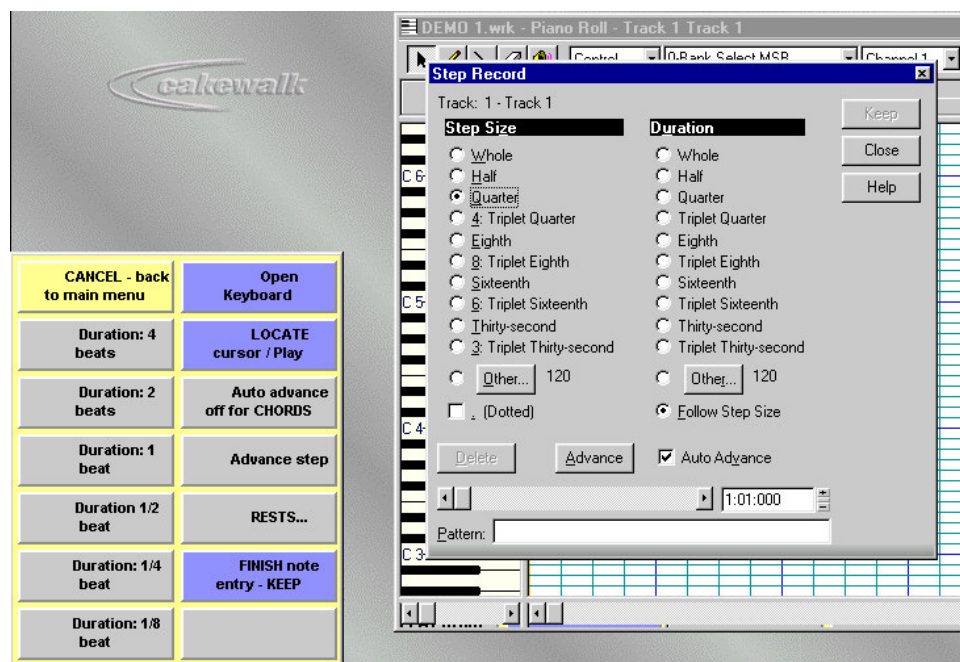 cakewalk
DEMO 1.wrk - Piano Roll - Track 1 Track 1
Control
0-Bank Select MSB
Channel 1
Step Record
Track: 1 - Track 1
Step Size
Duration
Keep
Close
Help
Whole
Whole
Half
Half
Quarter
Quarter
4: Triplet Quarter
Triplet Quarter
Eighth
Eighth
8: Triplet Eighth
Triplet Eighth
Sixteenth
Sixteenth
6: Triplet Sixteenth
Triplet Sixteenth
Thirty-second
Thirty-second
3: Triplet Thirty-second
Triplet Thirty-second
Other... 120
Other... 120
. (Dotted)
Follow Step Size
Delete
Advance
Auto Advance
1:01:000
Pattern:
C 6
C 5
C 4
C 3
CANCEL - back
to main menu
Open
Keyboard
Duration: 4
beats
LOCATE
cursor / Play
Duration: 2
beats
Auto advance
off for CHORDS
Duration: 1
beat
Advance step
Duration 1/2
beat
RESTS...
Duration: 1/4
beat
FINISH note
entry - KEEP
Duration: 1/8
beat